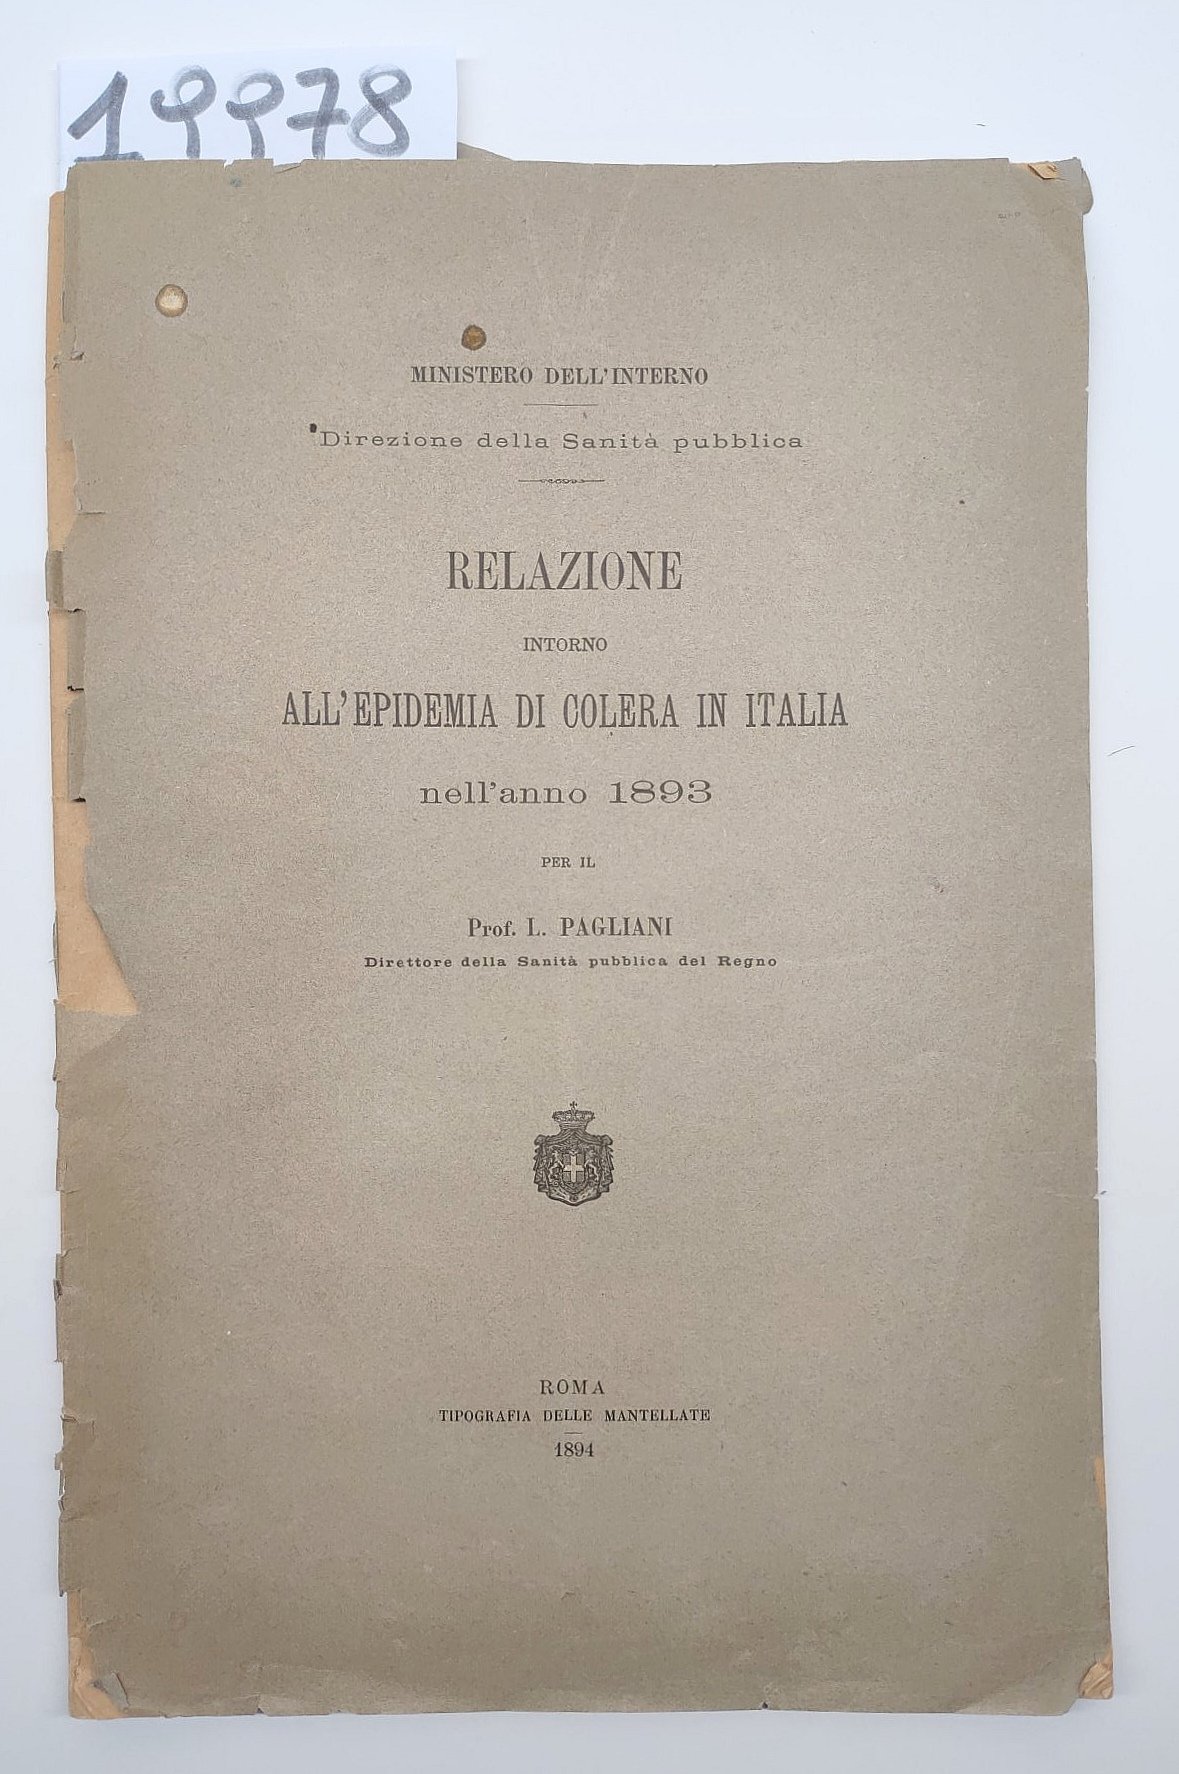 19978
MINISTERO DELL'INTERNO
Direzione della Sanità pubblica
RELAZIONE
INTORNO
ALL'EPIDEMIA DI COLERA IN ITALIA
nell'anno 1893
PER IL
Prof. L. PAGLIANI
Direttore della Sanità pubblica del Regno
ROMA
TIPOGRAFIA DELLE MANTELLATE
1894